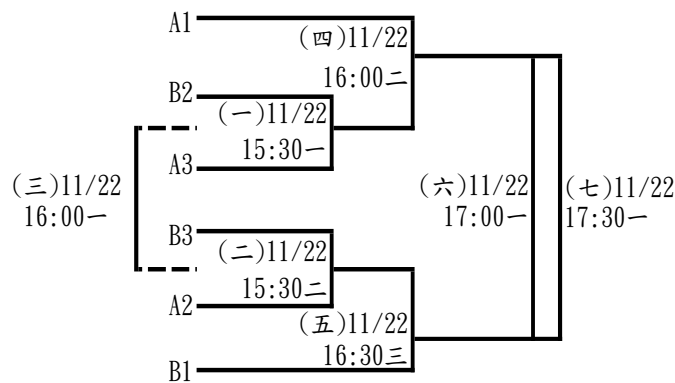 A1
(四)11/22
16:00二
B2
(一)11/22
15:30一
A3
(三)11/22
16:00一
(六)11/22
17:00一
(七)11/22
17:30一
B3
(二)11/22
15:30二
A2
(五)11/22
16:30三
B1